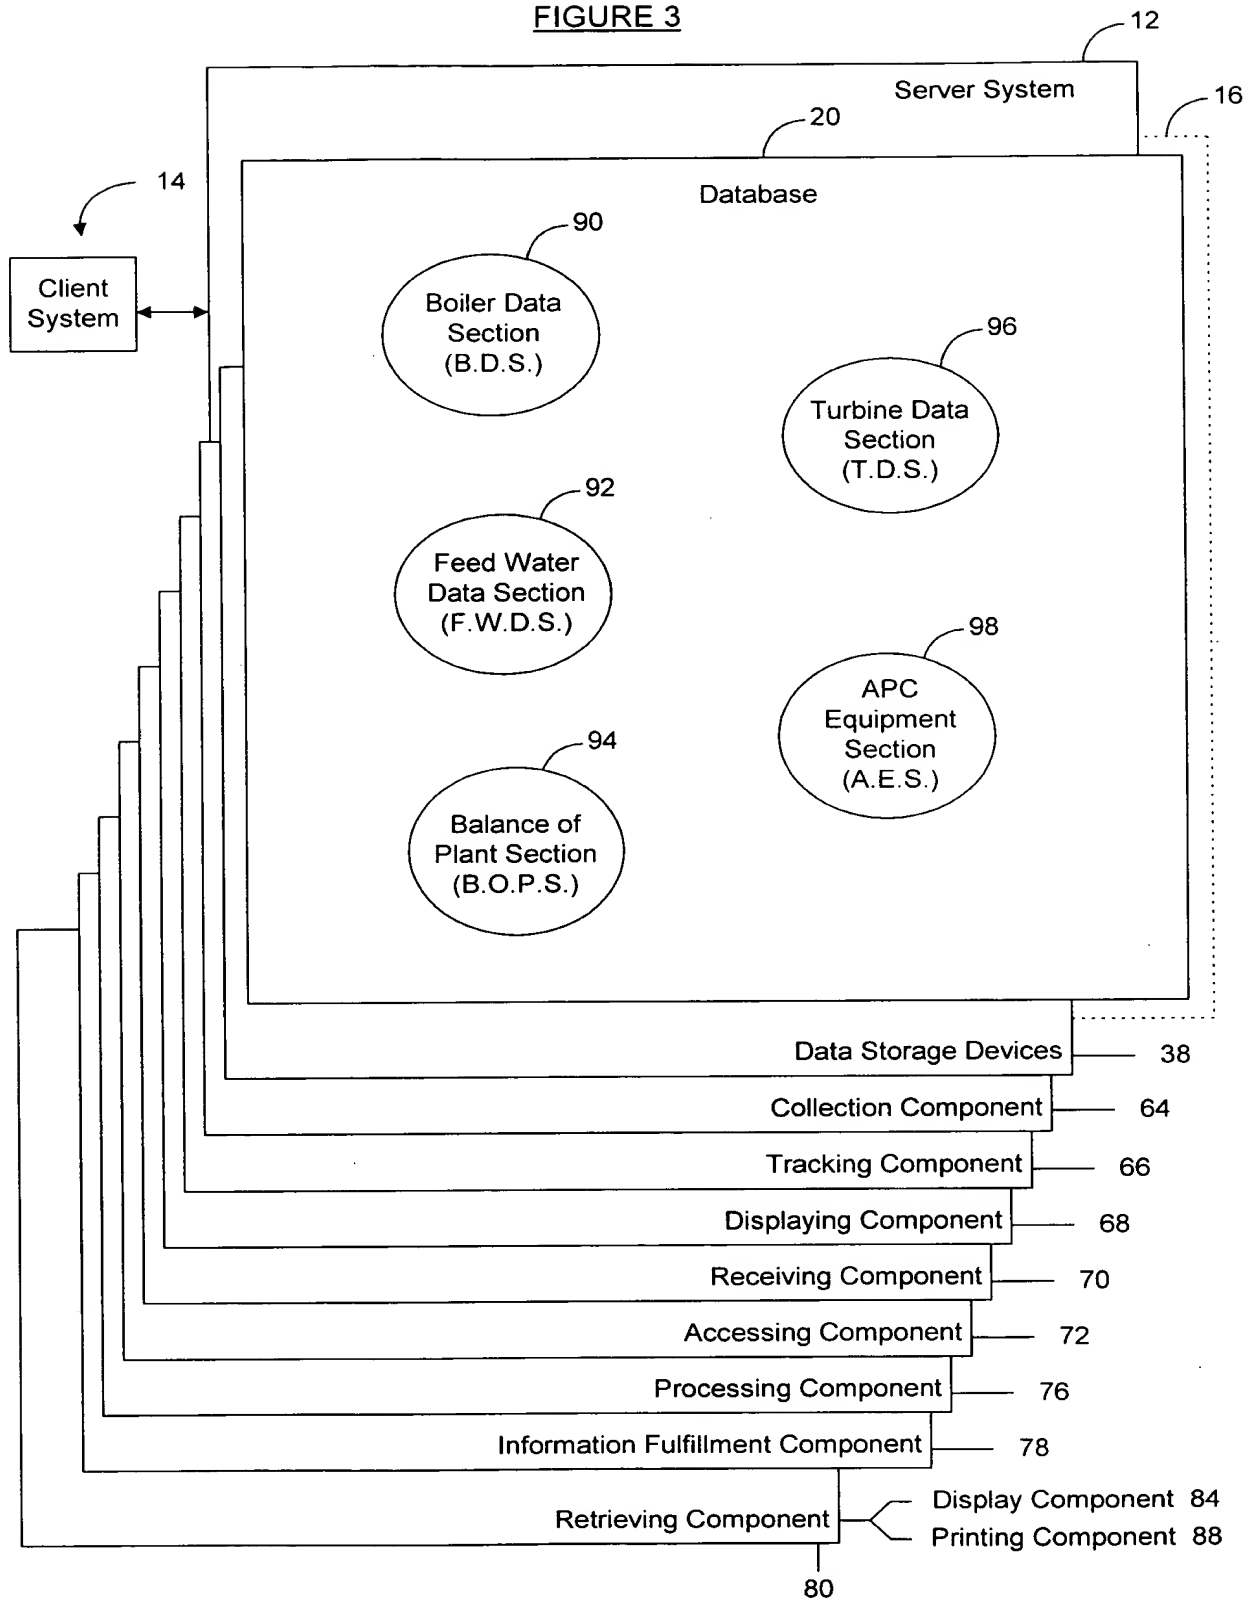 FIGURE 3
12
Server System
16
20
14
Database
90
Client
System
Boiler Data
Section
(B.D.S.)
96
Turbine Data
Section
(T.D.S.)
92
Feed Water
Data Section
(F.W.D.S.)
98
APC
Equipment
Section
(A.E.S.)
94
Balance of
Plant Section
(B.O.P.S.)
Data Storage Devices 38
Collection Component 64
Tracking Component 66
Displaying Component 68
Receiving Component 70
Accessing Component 72
Processing Component 76
Information Fulfillment Component 78
Display Component 84
Retrieving Component
Printing Component 88
80